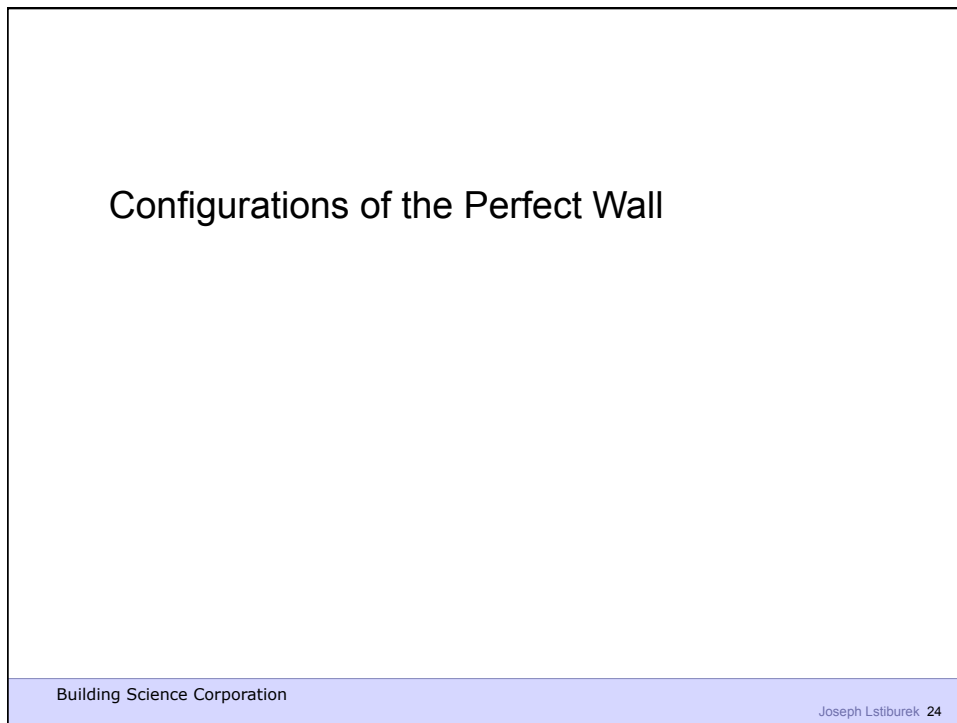 Configurations of the Perfect Wall
Building Science Corporation
Joseph Lstiburek 24